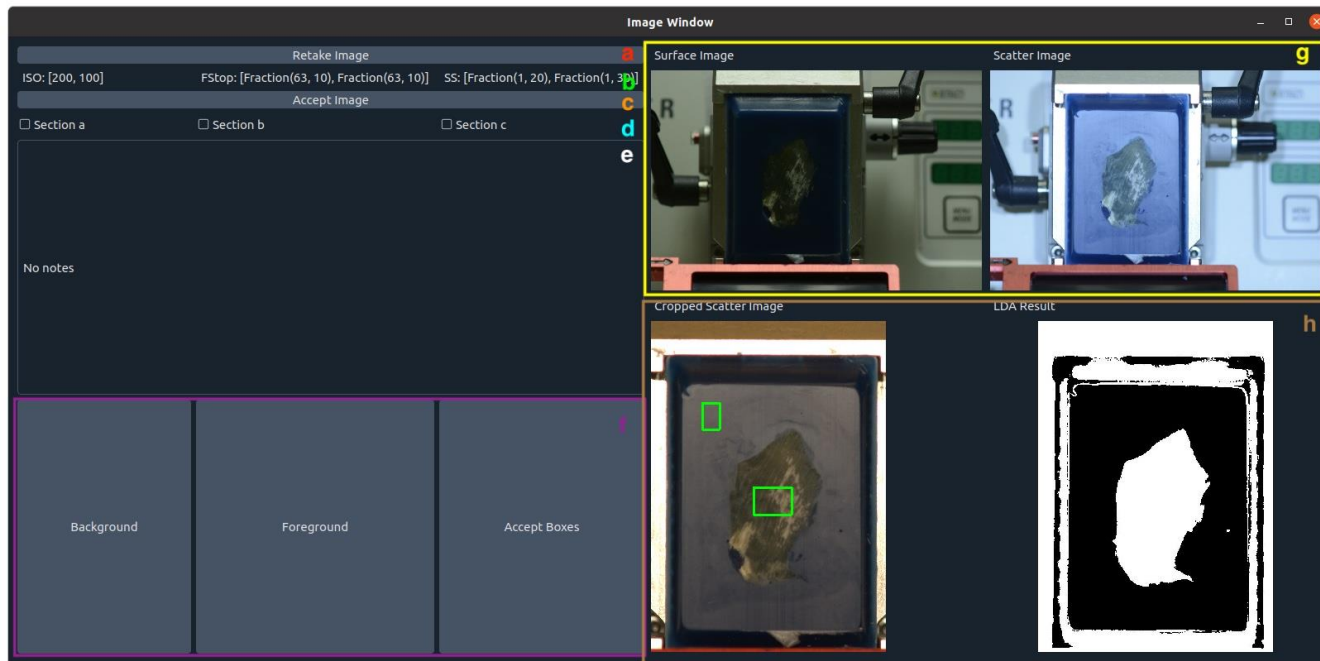 Image Window
Retake Image
a
ISO: [200, 100]
FStop: [Fraction(63, 10), Fraction(63, 10)]
SS: [Fraction(1, 20), Fraction(1, 30)]
b
Accept Image
c
Section a
Section b
Section c
d
e
No notes
Background
Foreground
Accept Boxes
f
Surface Image
Scatter Image
g
R
R
MENU
MODE
Cropped Scatter Image
LDA Result
h